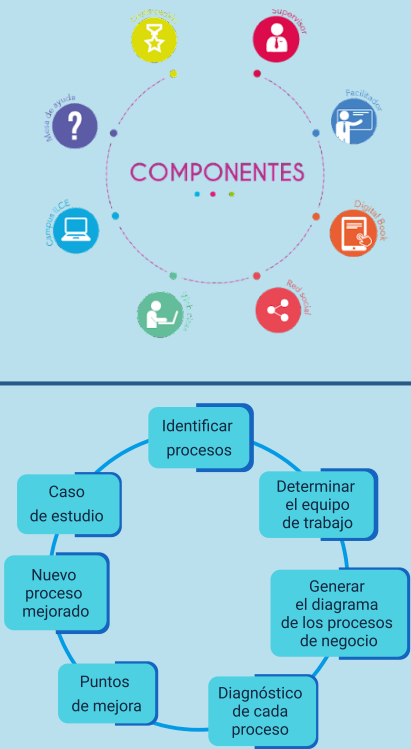 Supervisor
Facilitador
Digital Book
Red social
Campus ILCE
Mesa de ayuda
COMPONENTES
?
Identificar
procesos
Determinar
el equipo
de trabajo
Generar
el diagrama
de los procesos
de negocio
Diagnóstico
de cada
proceso
Puntos
de mejora
Nuevo
proceso
mejorado
Caso
de estudio